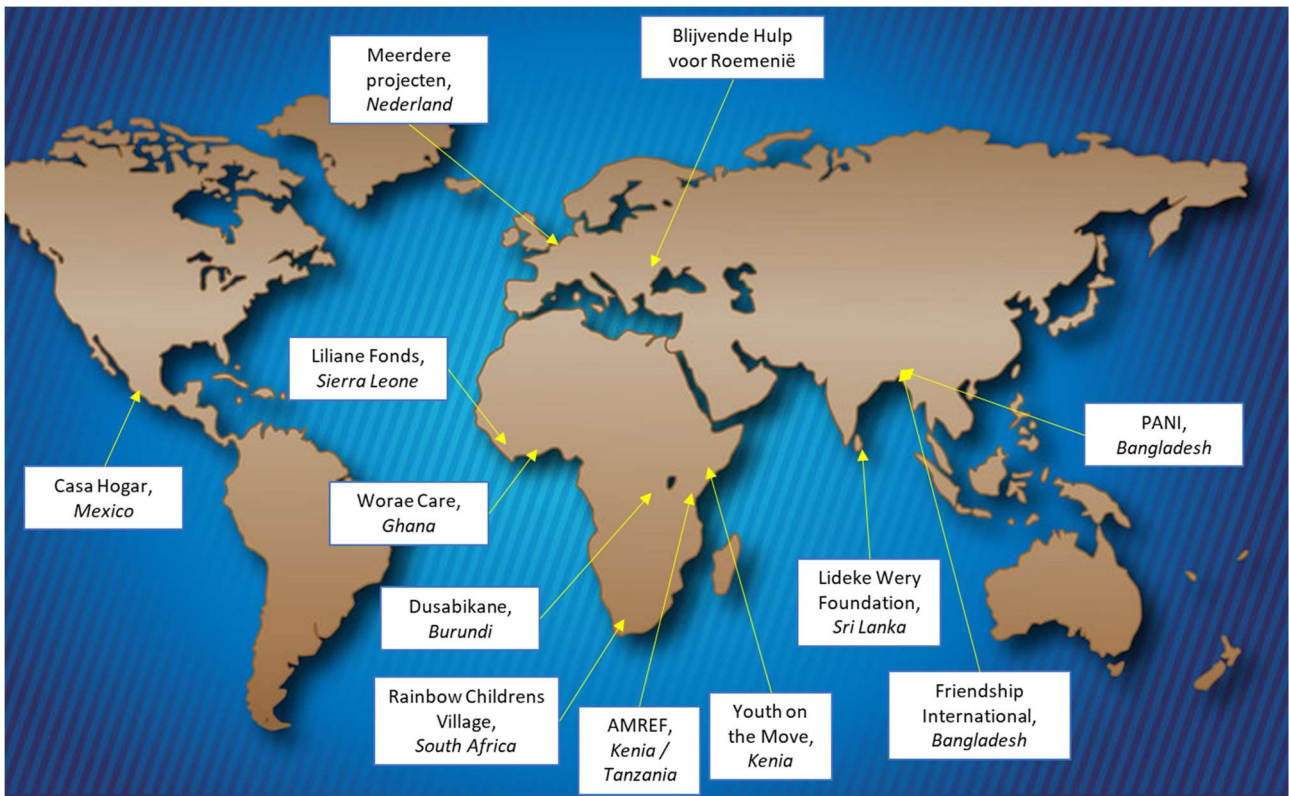 Blijvende Hulp
voor Roemenië
Meerdere
projecten,
Nederland
Liliane Fonds,
Sierra Leone
PANI,
Bangladesh
Casa Hogar,
Mexico
Worae Care,
Ghana
Lideke Wery
Foundation,
Sri Lanka
Dusabikane,
Burundi
Rainbow Childrens
Village,
South Africa
AMREF,
Kenia /
Tanzania
Youth on
the Move,
Kenia
Friendship
International,
Bangladesh